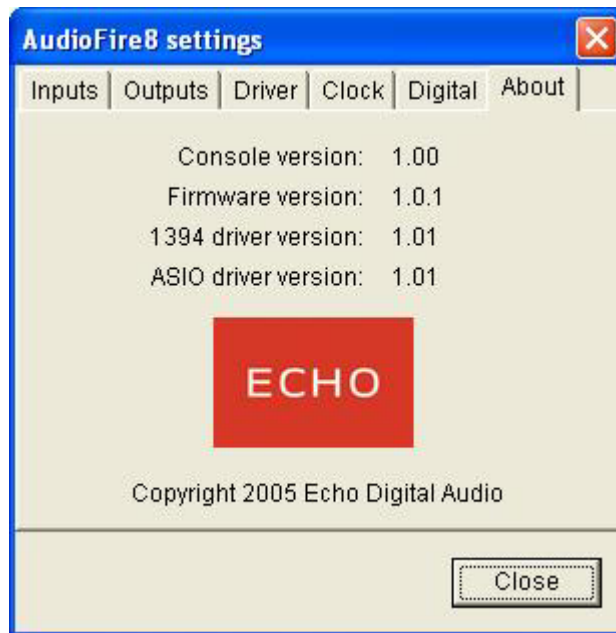 AudioFire8 settings
Inputs Outputs Driver Clock Digital About
Console version: 1.00
Firmware version: 1.0.1
1394 driver version: 1.01
ASIO driver version: 1.01
ECHO
Copyright 2005 Echo Digital Audio
Close